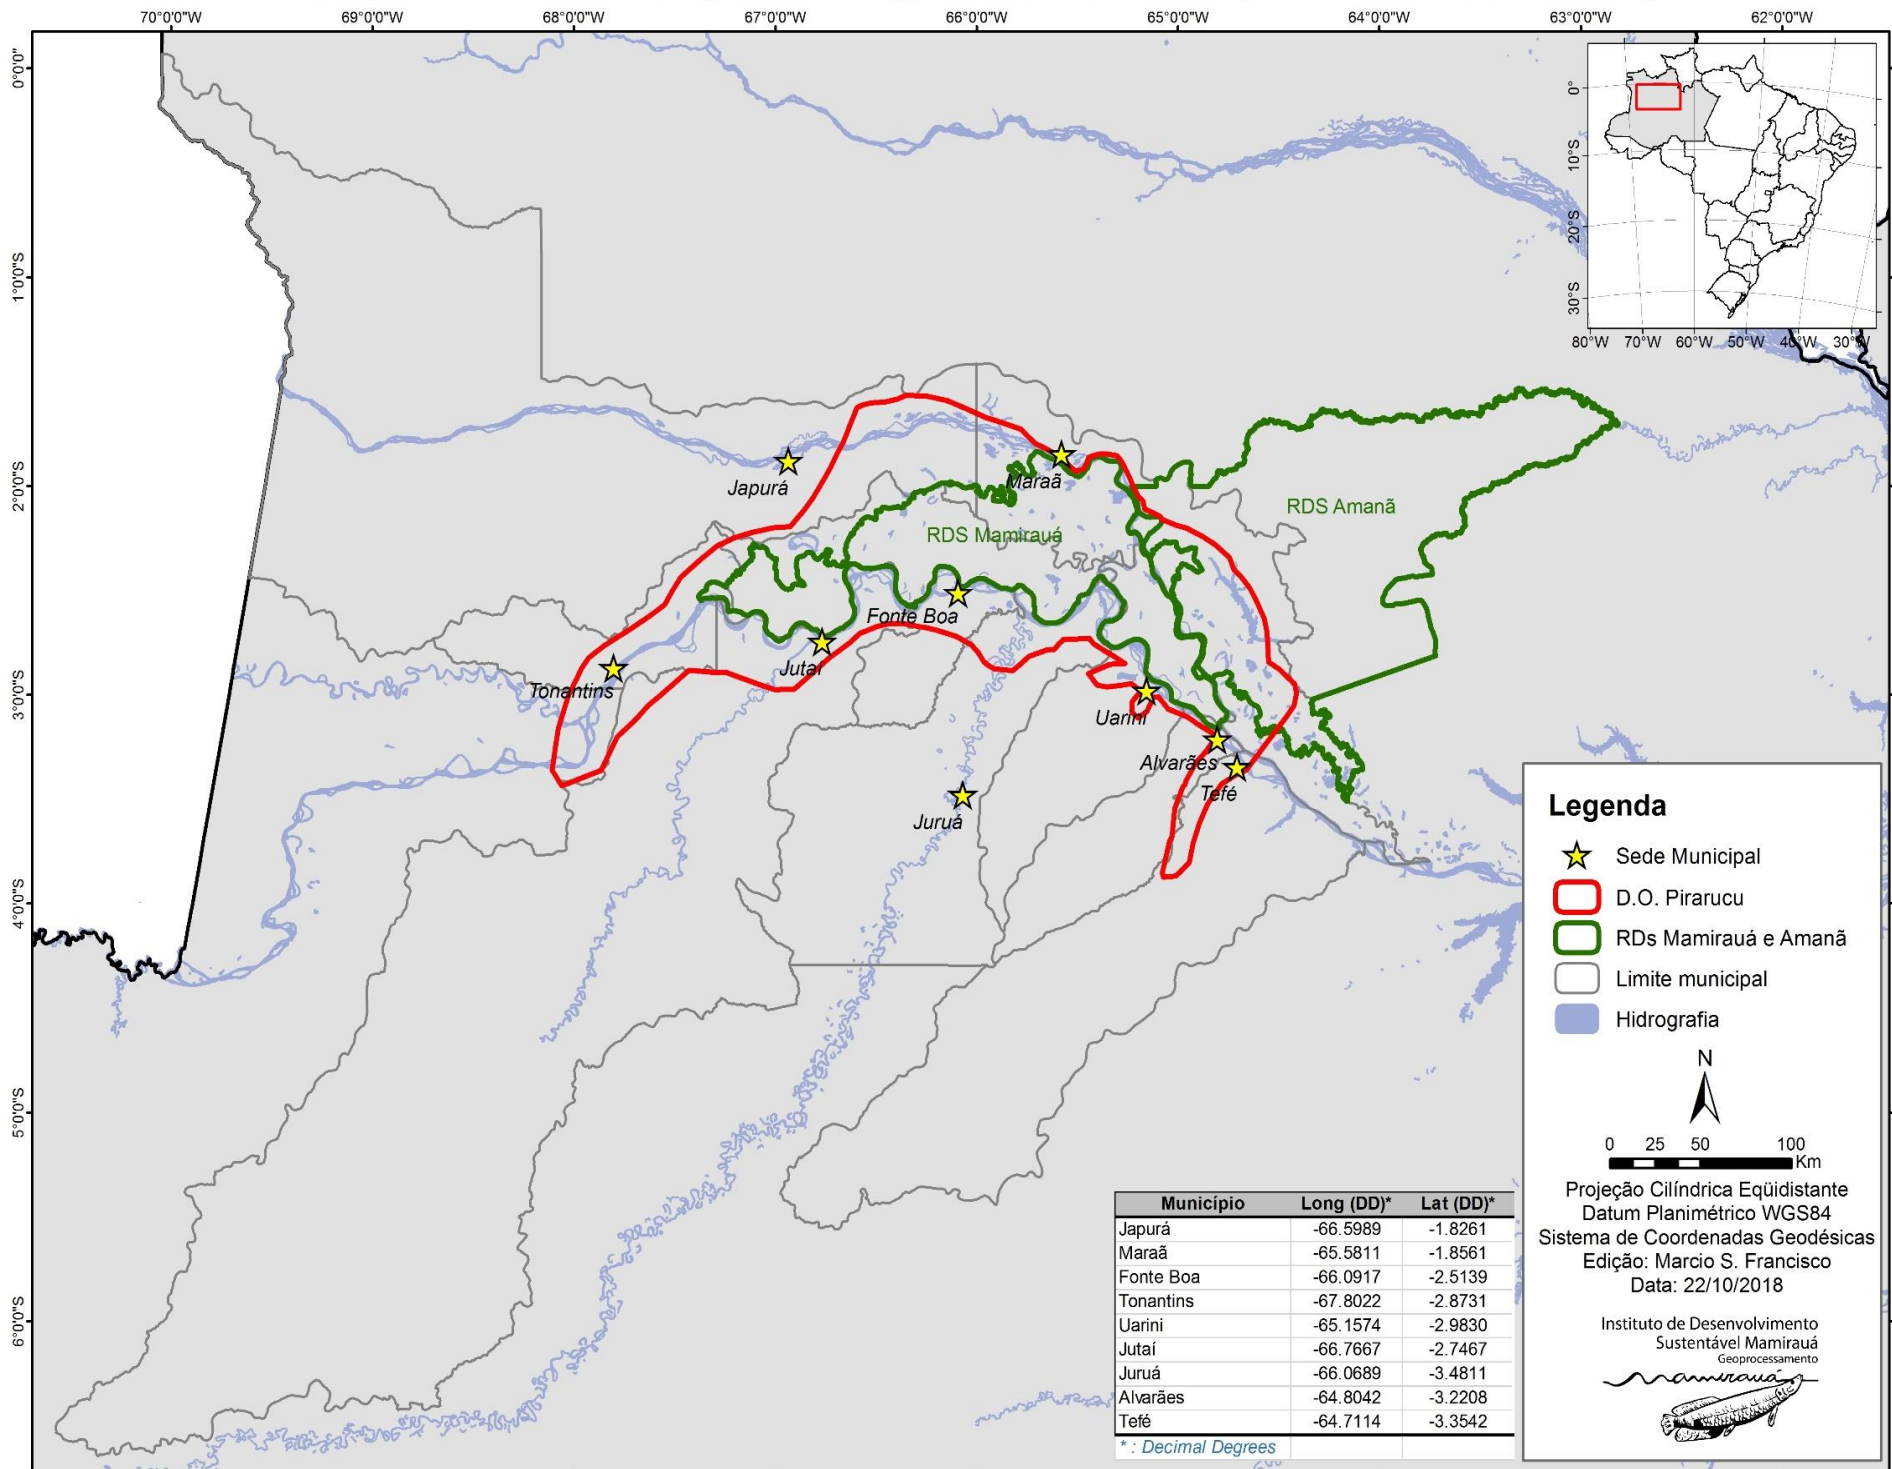 70°0'0"W 69°0'0"W 68°0'0"W 67°0'0"W 66°0'0"W 65°0'0"W 64°0'0"W 63°0'0"W 62°0'0"W
0°0'0"
1°0'0"S
2°0'0"S
3°0'0"S
4°0'0"S
5°0'0"S
6°0'0"S
0°
10°S
20°S
30°S
80°W 70°W 60°W 50°W 40°W 30°W
Japurá
Maraã
RDS Amanã
RDS Mamirauá
Fonte Boa
Jutaí
Tonantins
Uarini
Alvarães
Tefé
Juruá
Legenda
Sede Municipal
D.O. Pirarucu
RDs Mamirauá e Amanã
Limite municipal
Hidrografia
N
0 25 50 100
Km
Projeção Cilíndrica Eqüidistante
Datum Planimétrico WGS84
Sistema de Coordenadas Geodésicas
Edição: Marcio S. Francisco
Data: 22/10/2018
Instituto de Desenvolvimento
Sustentável Mamirauá
Geoprocessamento
mamirauá
Município Long (DD)* Lat (DD)*
Japurá -66.5989 -1.8261
Maraã -65.5811 -1.8561
Fonte Boa -66.0917 -2.5139
Tonantins -67.8022 -2.8731
Uarini -65.1574 -2.9830
Jutaí -66.7667 -2.7467
Juruá -66.0689 -3.4811
Alvarães -64.8042 -3.2208
Tefé -64.7114 -3.3542
* : Decimal Degrees